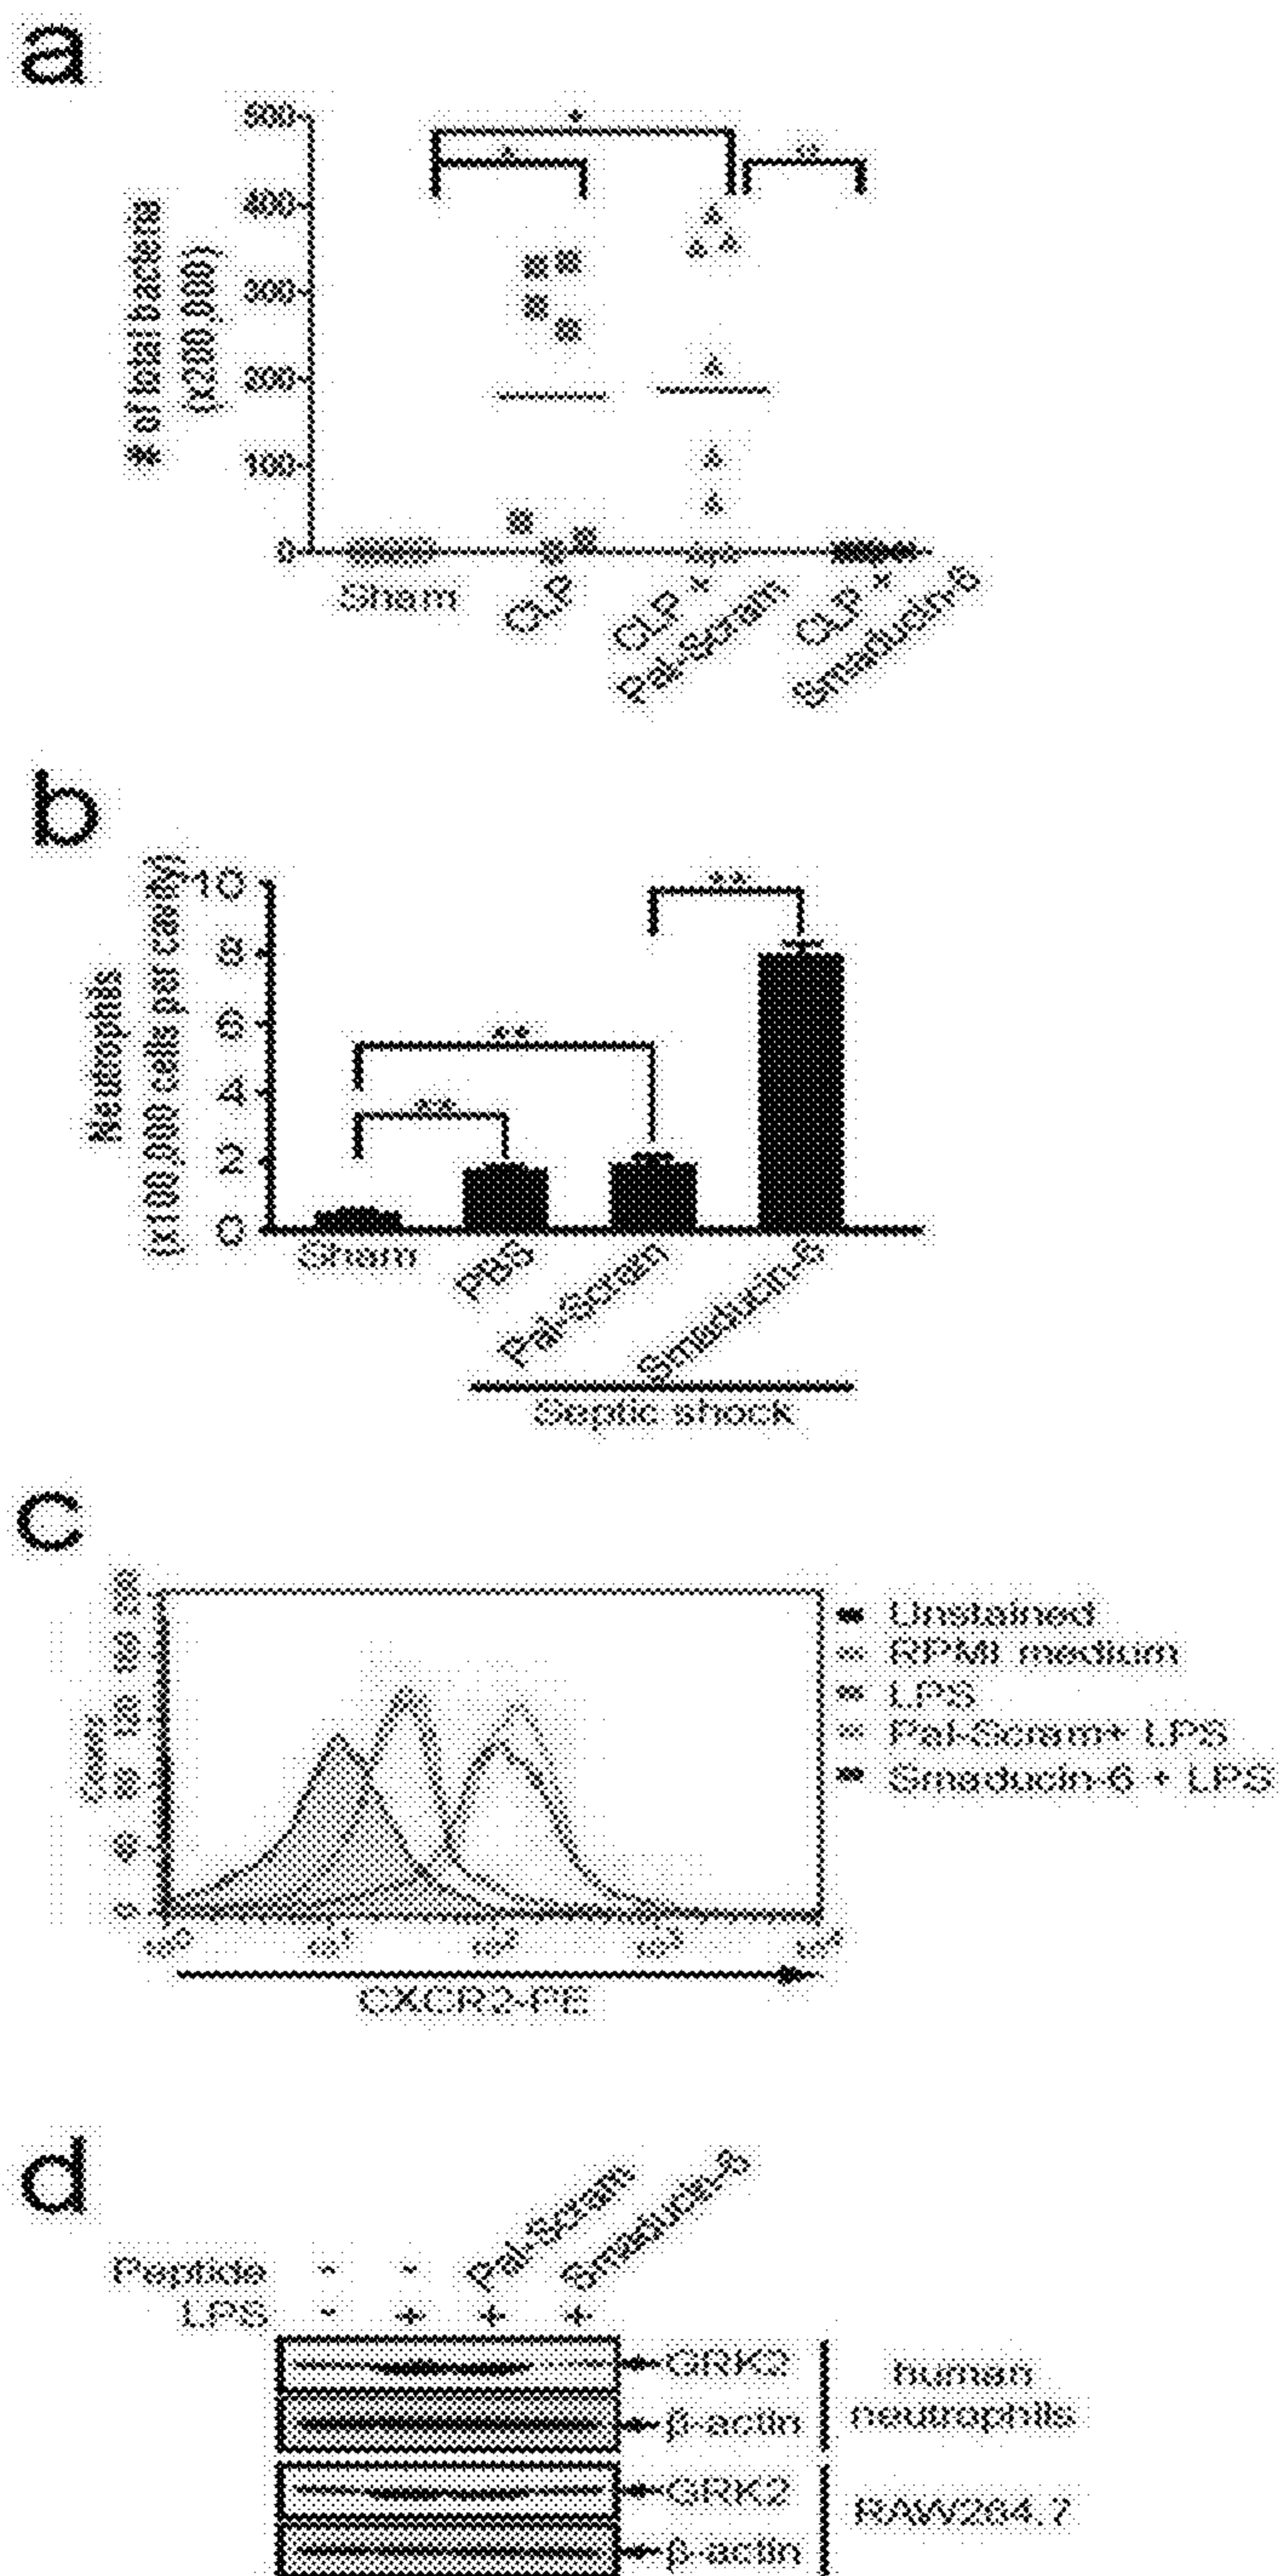 a
500
400
300
200
100
0
# of total bacteria
(x200,000)
*
*
**
Sham
CLP
CLP +
Pal-Scram
CLP +
Smaducin-6
b
Neutrophils
(x100,000 cells per cavity)
10
8
6
4
2
0
**
**
**
Sham
PBS
Pal-Scram
Smaducin-6
Septic shock
c
0
CXCR2-PE
Unstained
RPMI medium
LPS
Pal-Scram+ LPS
Smaducin-6 + LPS
d
Pal-Scram
Smaducin-6
Peptide - -
LPS - + + +
GRK2
β-actin
human
neutrophils
GRK2
β-actin
RAW264.7